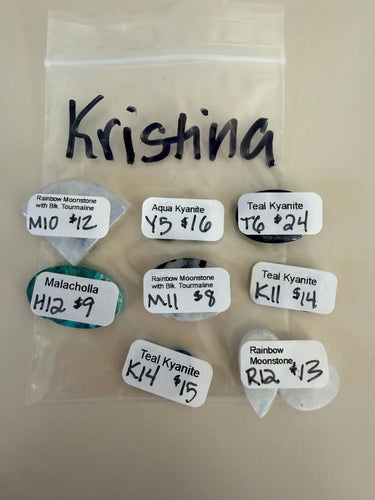 Kristina
Rainbow Moonstone
with Blk. Tourmaline
M10 $12
Aqua Kyanite
Y5 $16
Teal Kyanite
T6 $24
Malacholla
H12 $9
Rainbow Moonstone
with Blk. Tourmaline
M11 $8
Teal Kyanite
K11 $14
Teal Kyanite
K14 $15
Rainbow
Moonstone
R12 $13